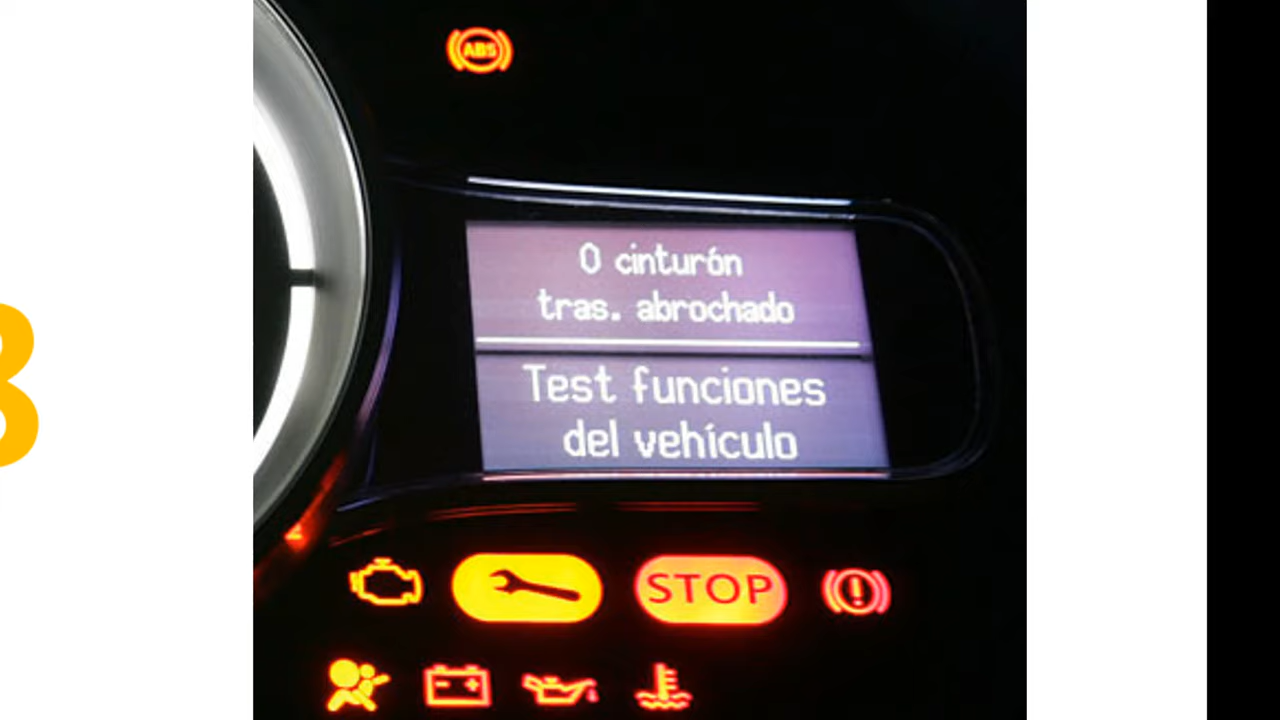 ABS
0 cinturón
tras. abrochado
Test funciones
del vehículo
STOP